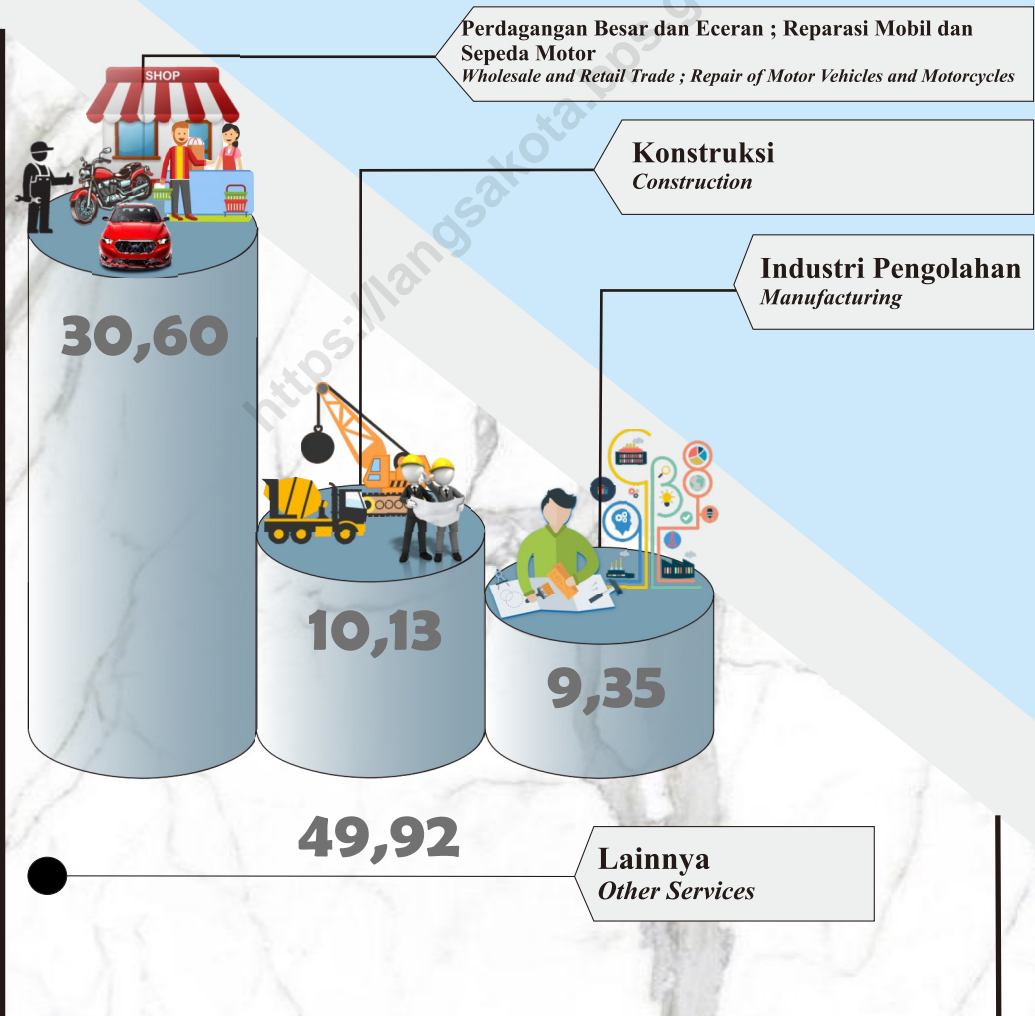 Perdagangan Besar dan Eceran ; Reparasi Mobil dan
Sepeda Motor
Wholesale and Retail Trade ; Repair of Motor Vehicles and Motorcycles
SHOP
Konstruksi
Construction
Industri Pengolahan
Manufacturing
30,60
10,13
9,35
49,92
Lainnya
Other Services
https://langsakota.bps.g